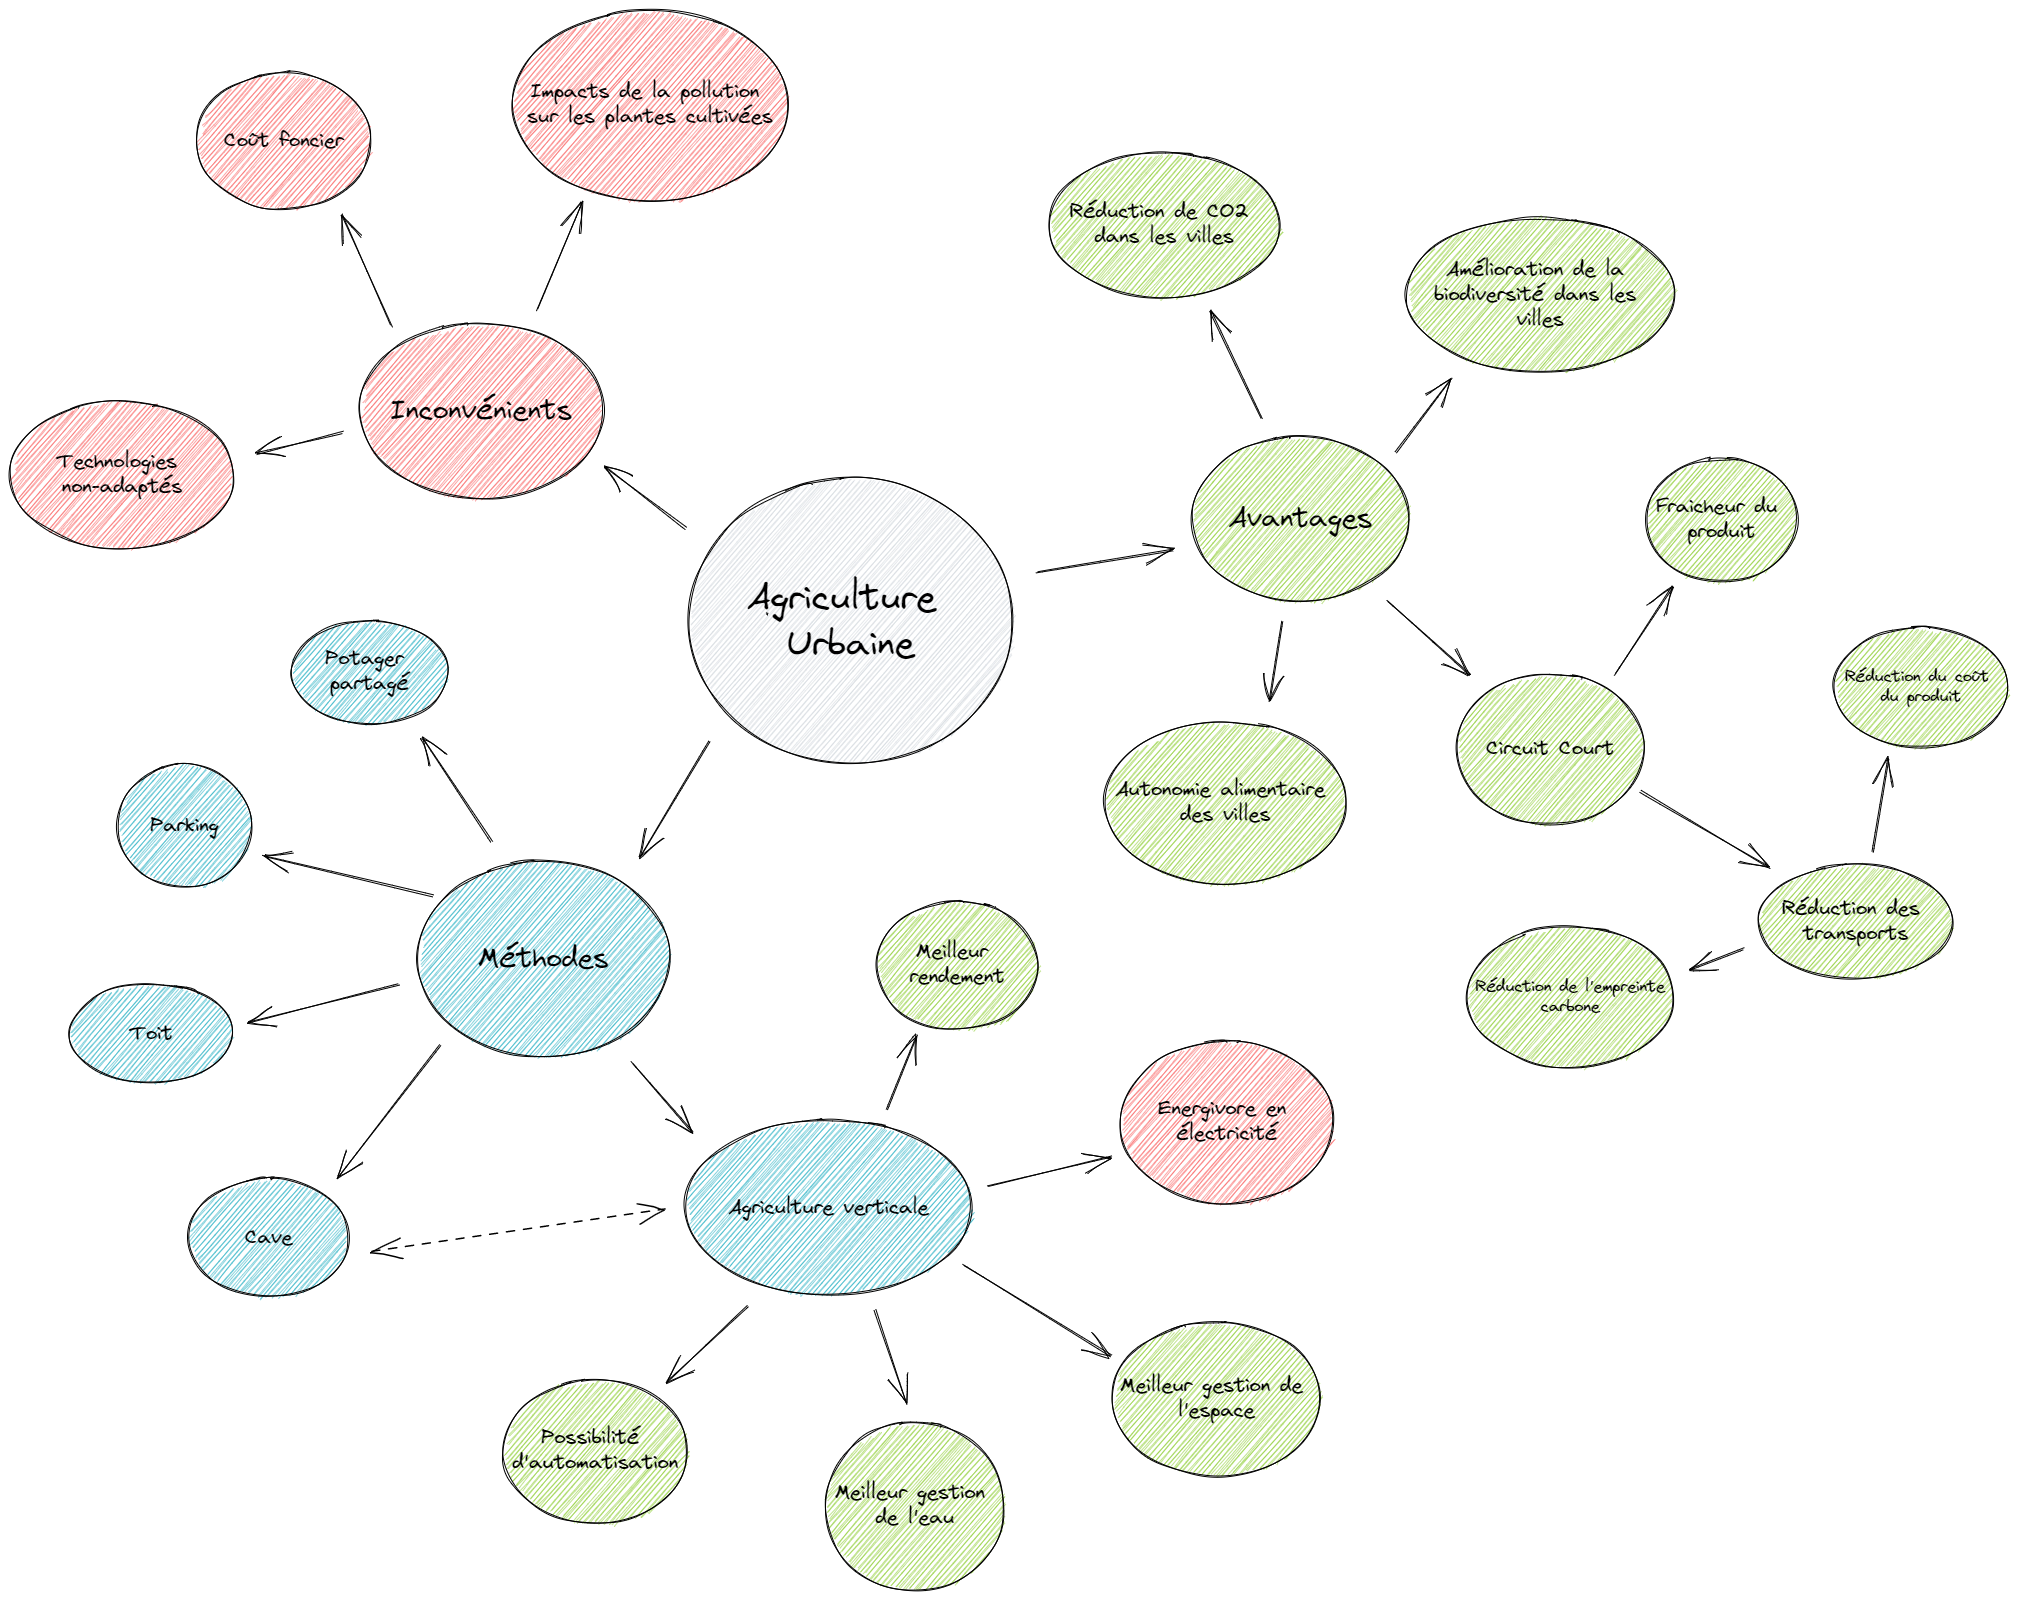 Impacts de la pollution
sur les plantes cultivées
Coût foncier
Réduction de CO2
dans les villes
Amélioration de la
biodiversité dans les
villes
Inconvénients
Technologies
non-adaptés
Avantages
Fraicheur du
produit
Agriculture
Urbaine
Potager
partagé
Réduction du coût
du produit
Circuit Court
Autonomie alimentaire
des villes
Parking
Réduction des
transports
Méthodes
Meilleur
rendement
Réduction de l'empreinte
carbone
Toit
Energivore en
électricité
Agriculture verticale
Cave
Meilleur gestion de
l'espace
Possibilité
d'automatisation
Meilleur gestion
de l'eau